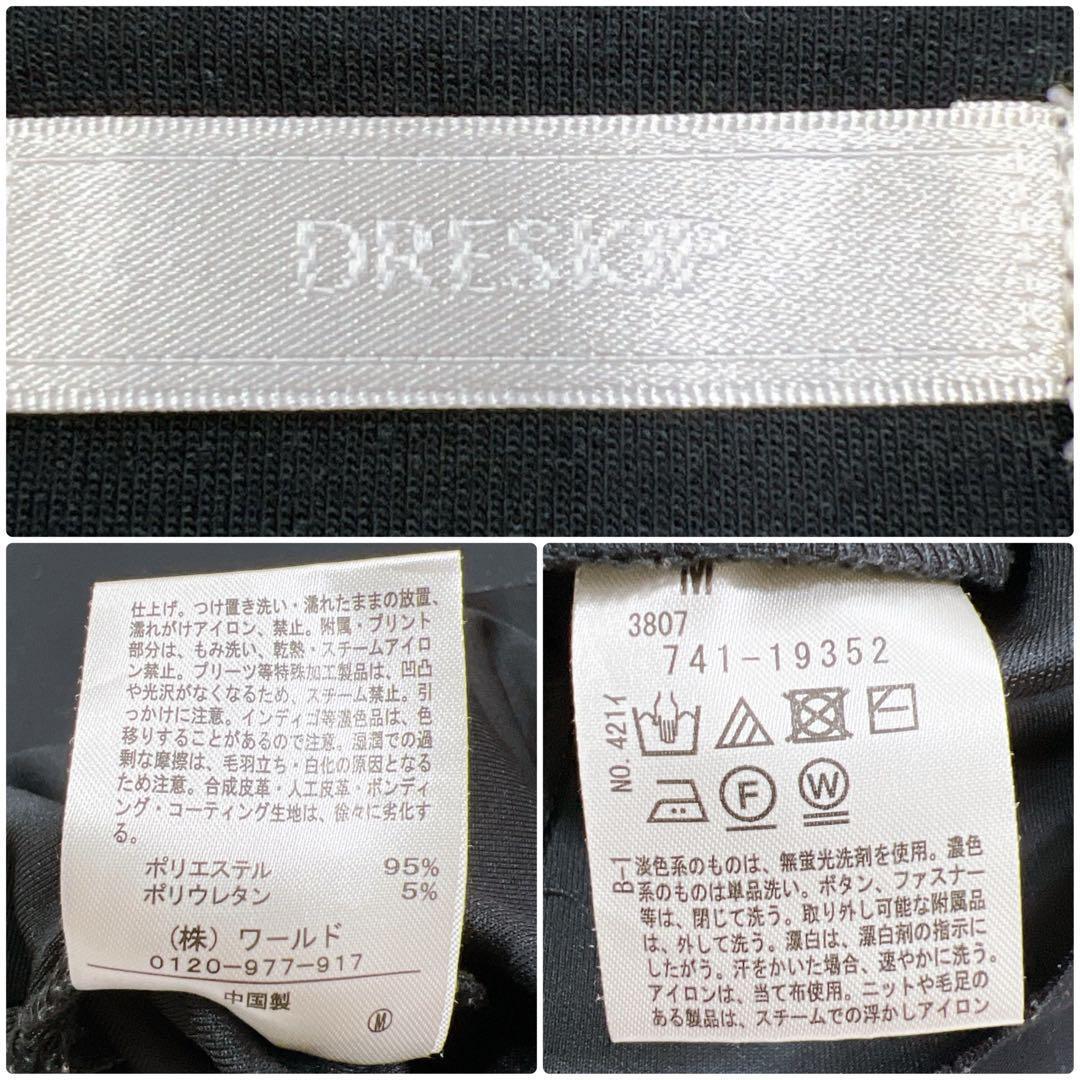 DRESKIP
仕上げ。つけ置き洗い・濡れたままの放置、
濡れがけアイロン、禁止。附属・プリント
部分は、もみ洗い、乾熱・スチームアイロ
ン禁止。プリーツ等特殊加工製品は、凹凸
や光沢がなくなるため、スチーム禁止。引
っかけに注意。インディゴ等濃色品は、色
移りすることがあるので注意。湿潤での過
剰な摩擦は、毛羽立ち・白化の原因となる
ため注意。合成皮革・人工皮革・ボンディ
ング・コーティング生地は、徐々に劣化す
る。
ポリエステル 95%
ポリウレタン 5%
(株)ワールド
0120-977-917
中国製
M
M
3807
741-19352
NO. 421イ
F
W
B-1
淡色系のものは、無蛍光洗剤を使用。濃色
系のものは単品洗い。ボタン、ファスナー
等は、閉じて洗う。取り外し可能な附属品
は、外して洗う。漂白は、漂白剤の指示に
したがう。汗をかいた場合、速やかに洗う。
アイロンは、当て布使用。ニットや毛足の
ある製品は、スチームでの浮かしアイロン